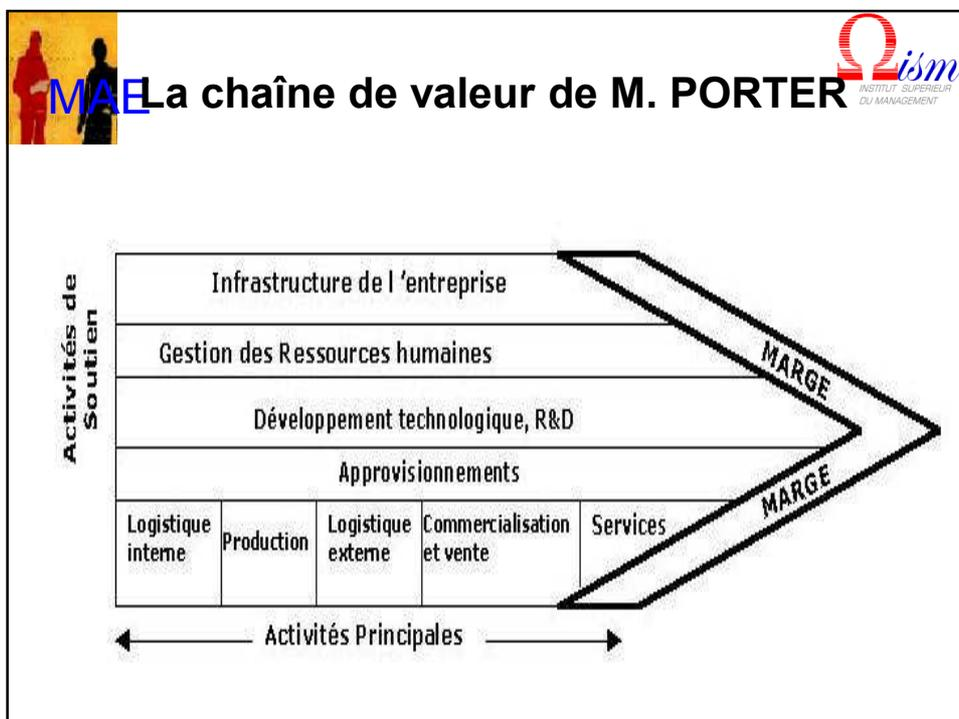 MAE
La chaîne de valeur de M. PORTER
Ωism
INSTITUT SUPERIEUR
DU MANAGEMENT
Activités de
Soutien
Infrastructure de l ‘entreprise
Gestion des Ressources humaines
Développement technologique, R&D
Approvisionnements
Logistique
interne
Production
Logistique
externe
Commercialisation
et vente
Services
MARGE
MARGE
Activités Principales